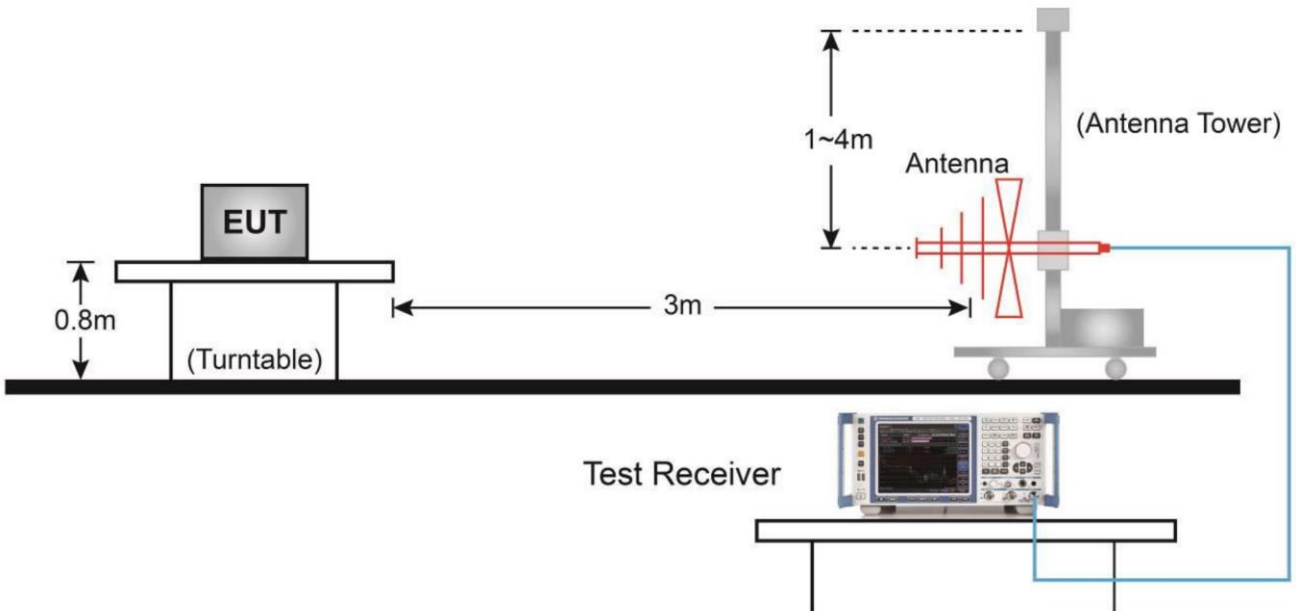 1~4m
(Antenna Tower)
Antenna
EUT
0.8m
3m
(Turntable)
Test Receiver